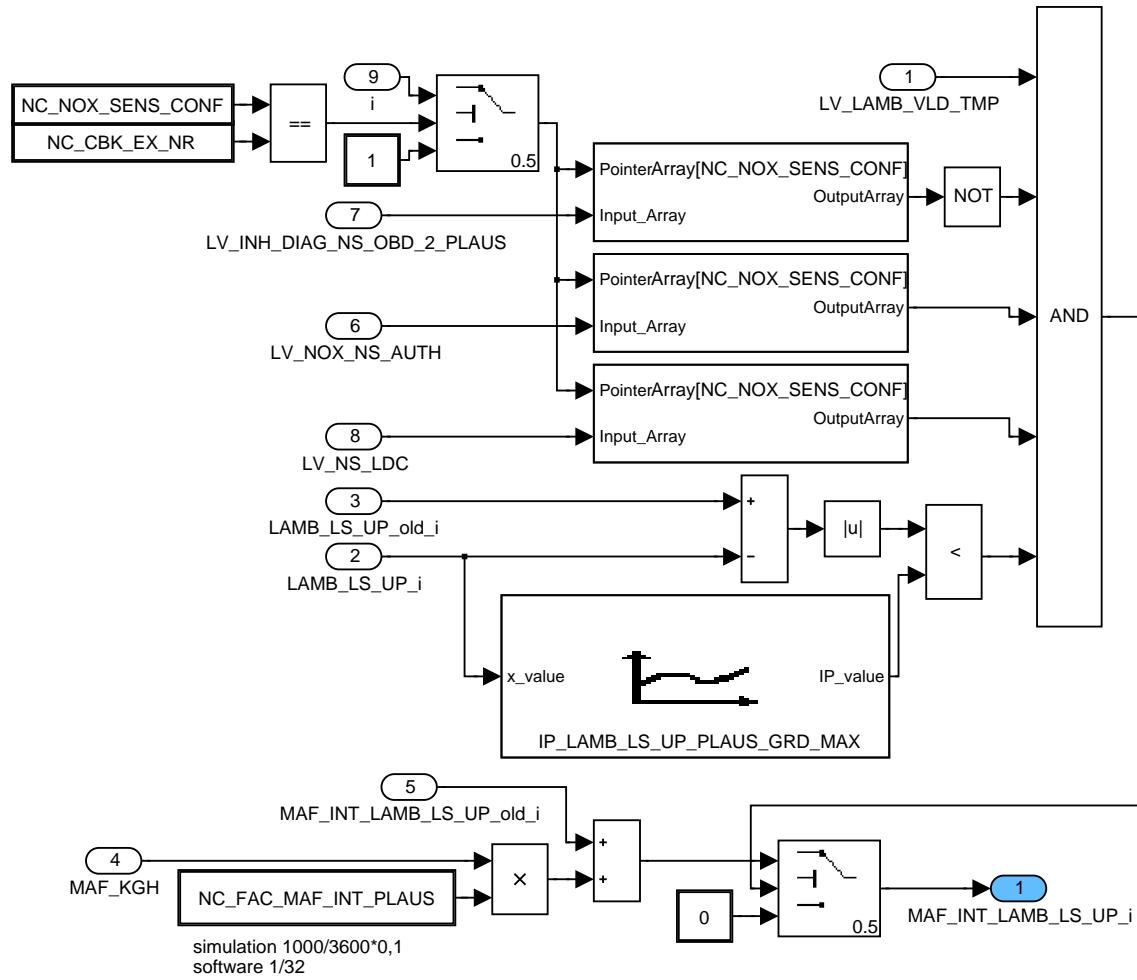 9
i
NC_NOX_SENS_CONF
NC_CBK_EX_NR
==
1
0.5
1
LV_LAMB_VLD_TMP
PointerArray[NC_NOX_SENS_CONF]
OutputArray
Input_Array
NOT
7
LV_INH_DIAG_NS_OBD_2_PLAUS
PointerArray[NC_NOX_SENS_CONF]
OutputArray
Input_Array
6
LV_NOX_NS_AUTH
AND
PointerArray[NC_NOX_SENS_CONF]
OutputArray
Input_Array
8
LV_NS_LDC
3
LAMB_LS_UP_old_i
2
LAMB_LS_UP_i
+
−
|u|
<
x_value
IP_value
IP_LAMB_LS_UP_PLAUS_GRD_MAX
5
MAF_INT_LAMB_LS_UP_old_i
4
MAF_KGH
NC_FAC_MAF_INT_PLAUS
×
+
+
0
0.5
1
MAF_INT_LAMB_LS_UP_i
simulation 1000/3600*0,1
software 1/32